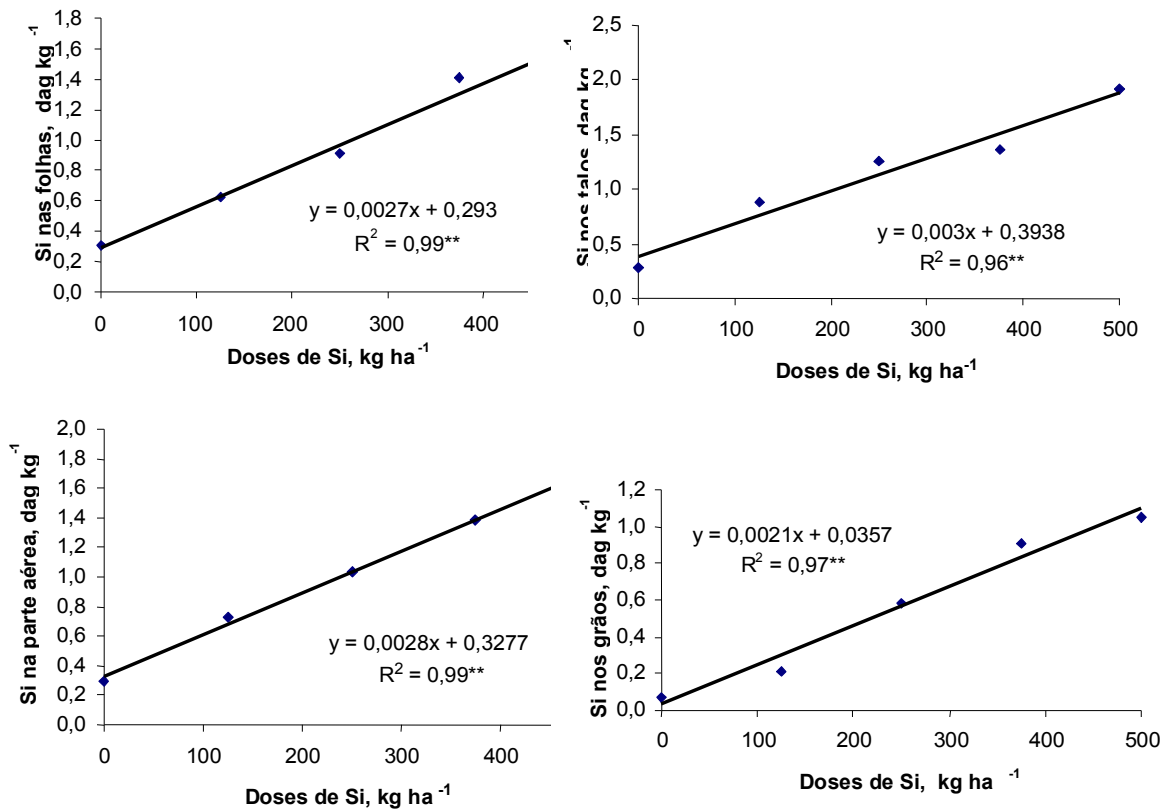 Si nas folhas, dag kg -1
1,8
1,6
1,4
1,2
1,0
0,8
0,6
0,4
0,2
0,0
y = 0,0027x + 0,293
R2 = 0,99**
0 100 200 300 400
Doses de Si, kg ha-1
Si nos talos, dag kg -1
2,5
2,0
1,5
1,0
0,5
0,0
y = 0,003x + 0,3938
R2 = 0,96**
0 100 200 300 400 500
Doses de Si, kg ha-1
Si na parte aérea, dag kg-1
2,0
1,8
1,6
1,4
1,2
1,0
0,8
0,6
0,4
0,2
0,0
y = 0,0028x + 0,3277
R2 = 0,99**
0 100 200 300 400
Doses de Si, kg ha-1
Si nos grãos, dag kg-1
1,2
1,0
0,8
0,6
0,4
0,2
0,0
y = 0,0021x + 0,0357
R2 = 0,97**
0 100 200 300 400 500
Doses de Si, kg ha -1